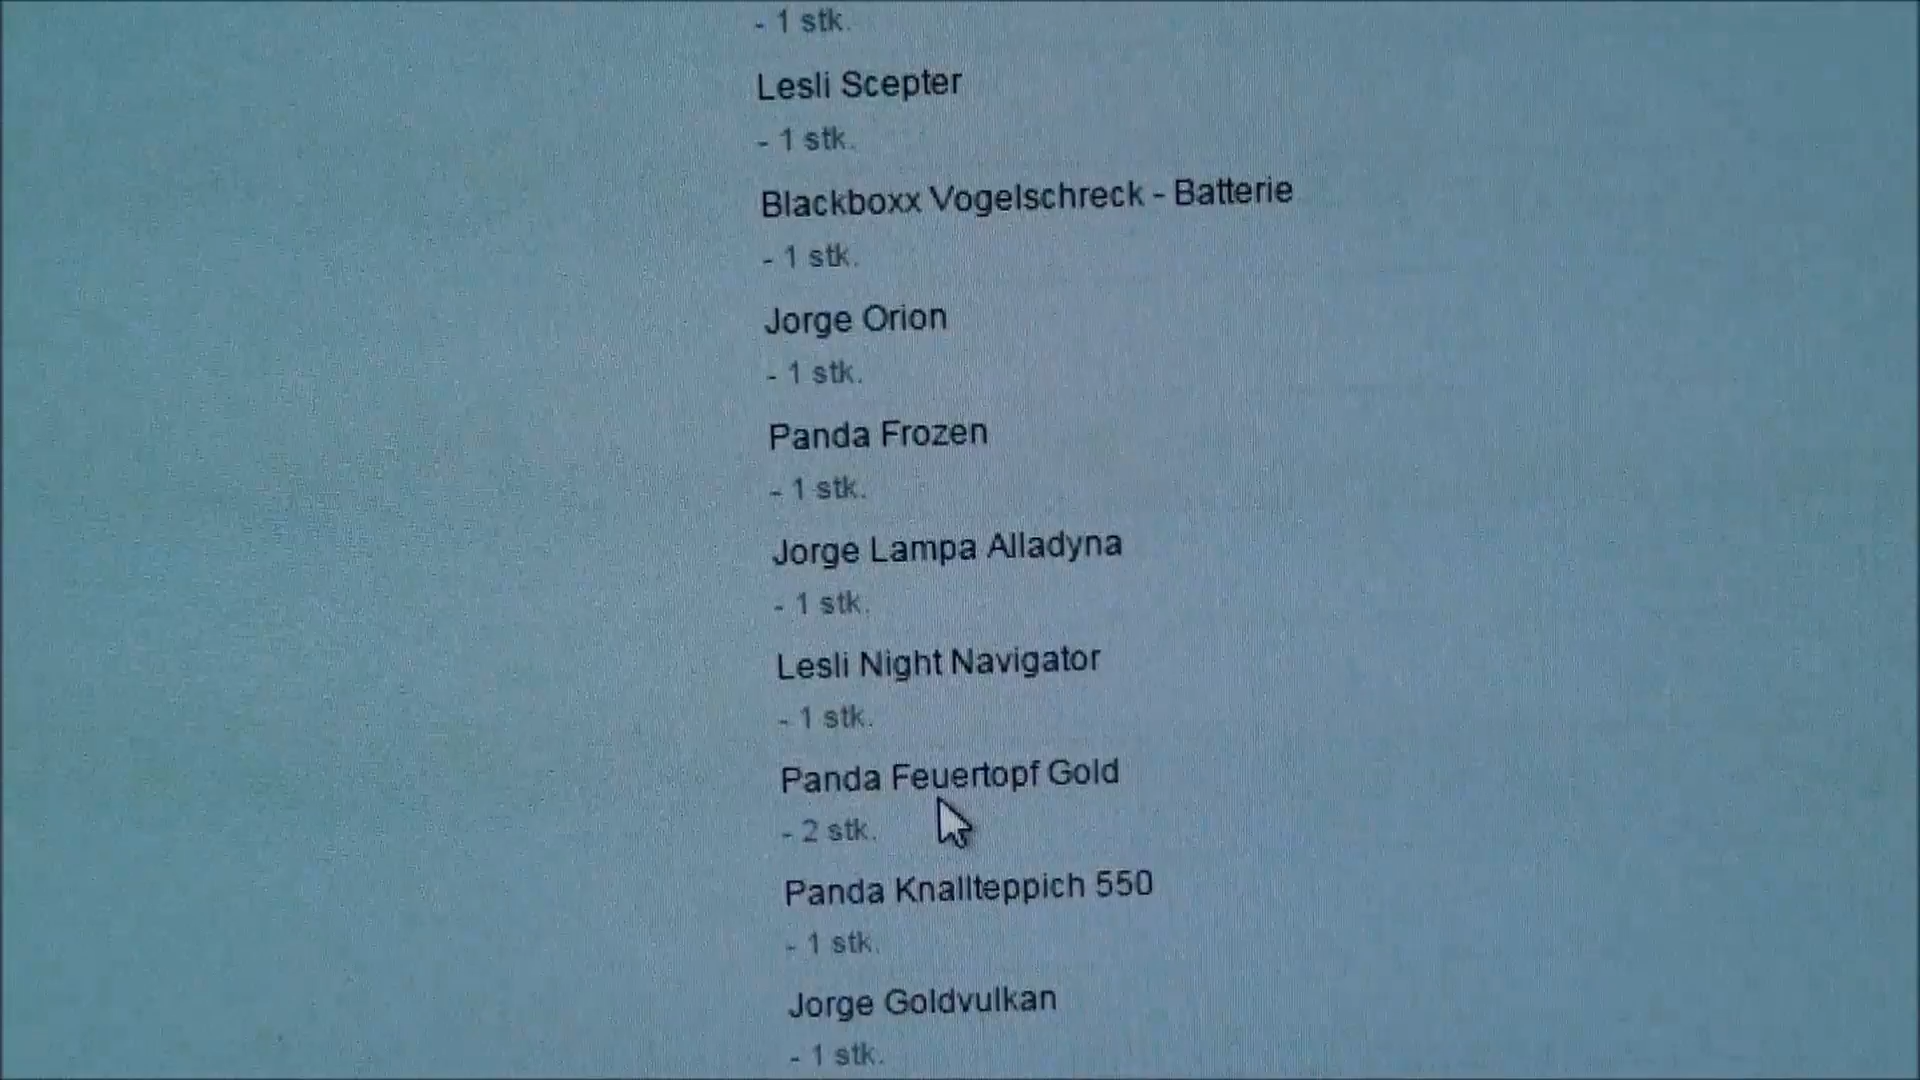 - 1 stk.
Lesli Scepter
- 1 stk.
Blackboxx Vogelschreck - Batterie
- 1 stk.
Jorge Orion
- 1 stk.
Panda Frozen
- 1 stk.
Jorge Lampa Alladyna
- 1 stk.
Lesli Night Navigator
- 1 stk.
Panda Feuertopf Gold
- 2 stk.
Panda Knallteppich 550
- 1 stk.
Jorge Goldvulkan
- 1 stk.